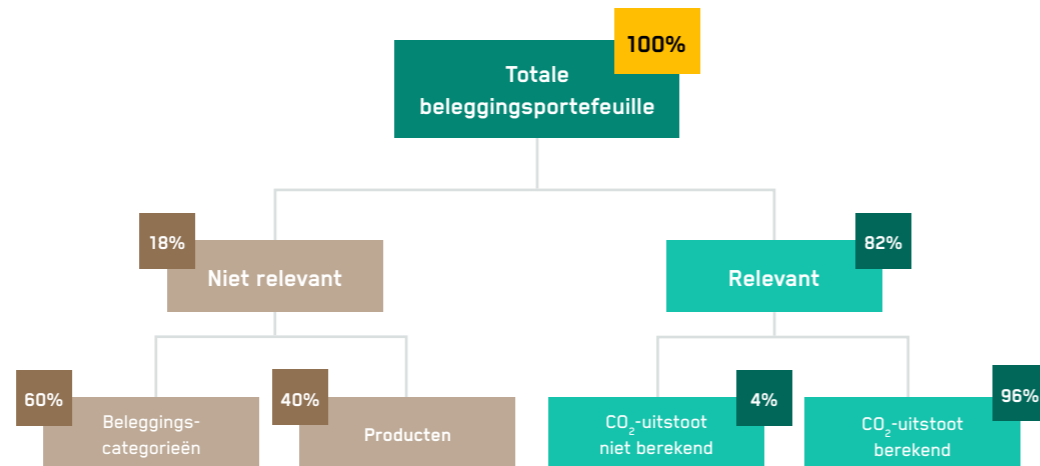 100%
Totale
beleggingsportefeuille
18%
Niet relevant
82%
Relevant
60%
Beleggings-
categorieën
40%
Producten
4%
CO₂-uitstoot
niet berekend
96%
CO₂-uitstoot
berekend